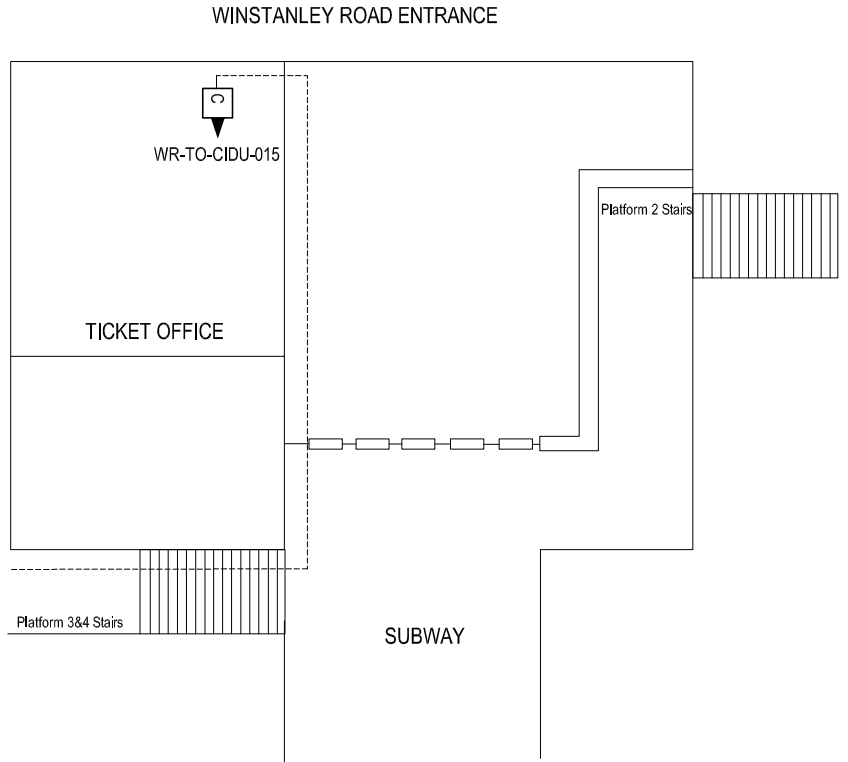 WINSTANLEY ROAD ENTRANCE
C
WR-TO-CIDU-015
Platform 2 Stairs
TICKET OFFICE
Platform 3&4 Stairs
SUBWAY